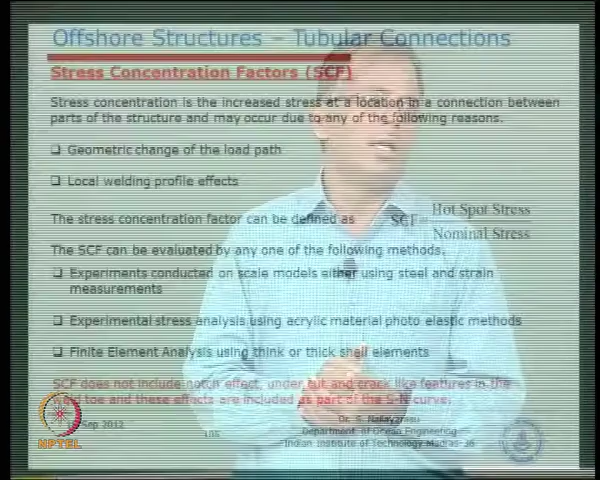 Offshore Structures – Tubular Connections
Stress Concentration Factors (SCF)
Stress concentration is the increased stress at a location in a connection between
parts of the structure and may occur due to any of the following reasons.
Geometric change of the load path
Local welding profile effects
The stress concentration factor can be defined as SCF = Hot Spot Stress
Nominal Stress
The SCF can be evaluated by any one of the following methods.
Experiments conducted on scale models either using steel and strain
measurements
Experimental stress analysis using acrylic material photo elastic methods
Finite Element Analysis using think or thick shell elements
SCF does not include notch effect, under cut and crack like features in the
weld toe and these effects are included as part of the S-N curve.
Sep 2012
Dr. S. Nallayarasu
Department of Ocean Engineering
Indian Institute of Technology Madras-36
NPTEL